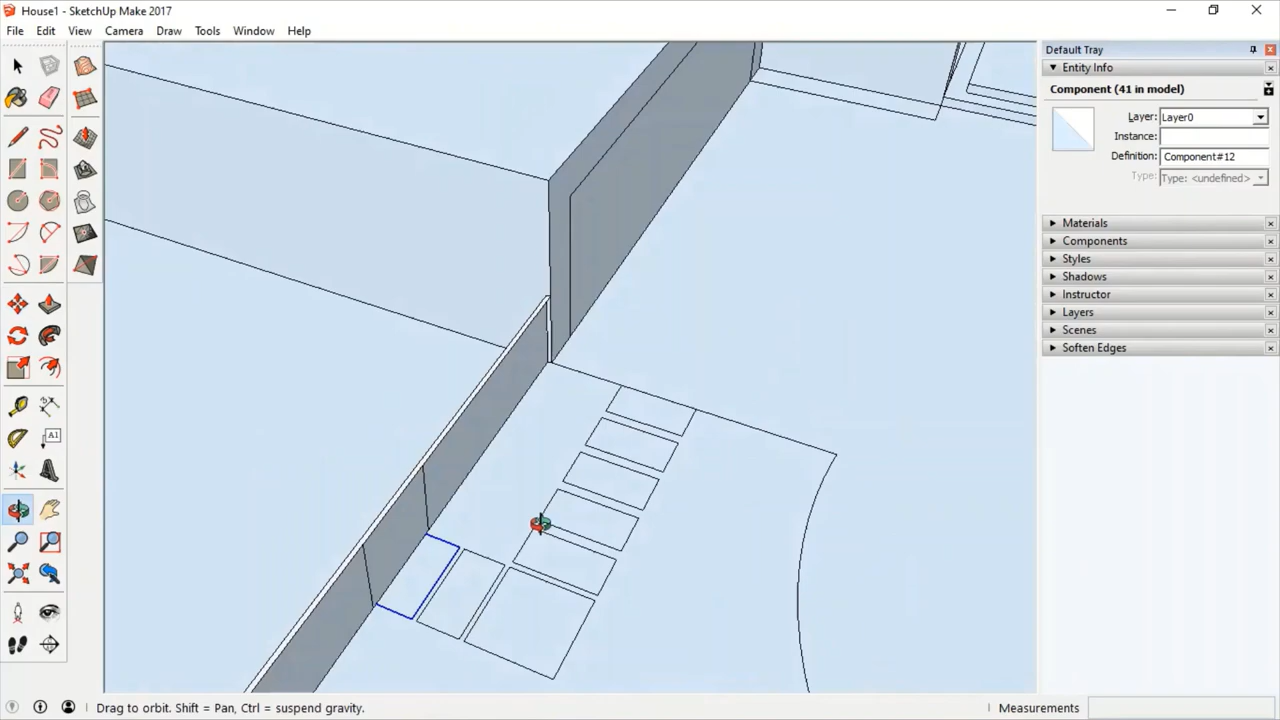 House1 - SketchUp Make 2017
File Edit View Camera Draw Tools Window Help
Default Tray
Entity Info
Component (41 in model)
Layer: Layer0
Instance:
Definition: Component#12
Type: Type: <undefined>
Materials
Components
Styles
Shadows
Instructor
Layers
Scenes
Soften Edges
A1
Drag to orbit. Shift = Pan, Ctrl = suspend gravity.
Measurements